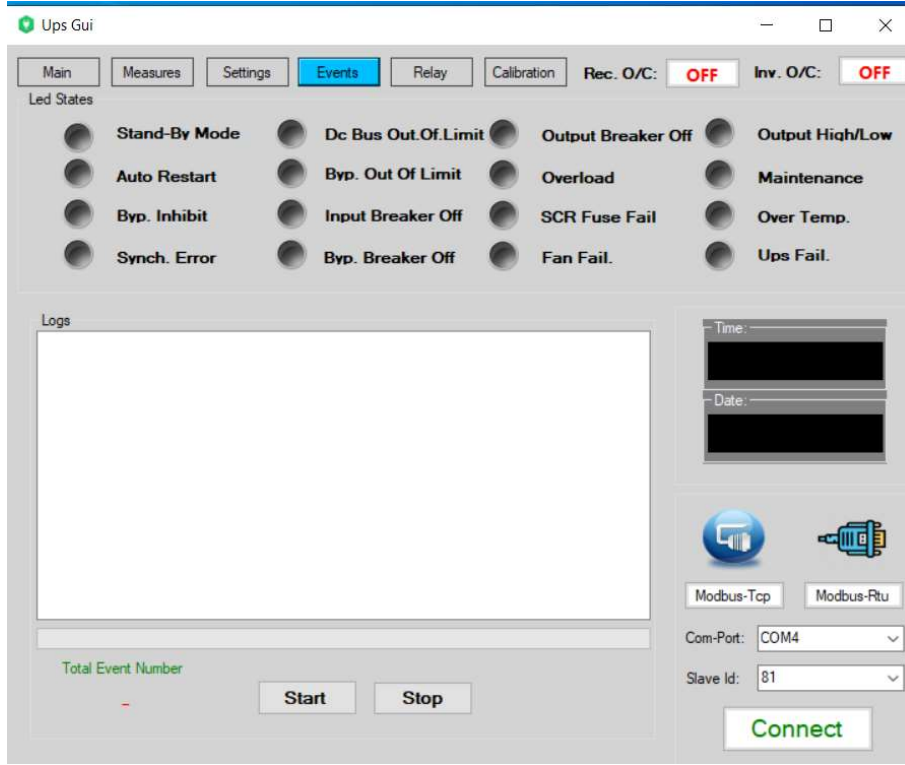 Ups Gui
Main Measures Settings Events Relay Calibration Rec. O/C: OFF Inv. O/C: OFF
Led States
Stand-By Mode Dc Bus Out.Of.Limit Output Breaker Off Output High/Low
Auto Restart Byp. Out Of Limit Overload Maintenance
Byp. Inhibit Input Breaker Off SCR Fuse Fail Over Temp.
Synch. Error Byp. Breaker Off Fan Fail. Ups Fail.
Logs
Time:
Date:
Modbus-Tcp Modbus-Rtu
Com-Port: COM4
Total Event Number
Slave Id: 81
–
Start Stop
Connect